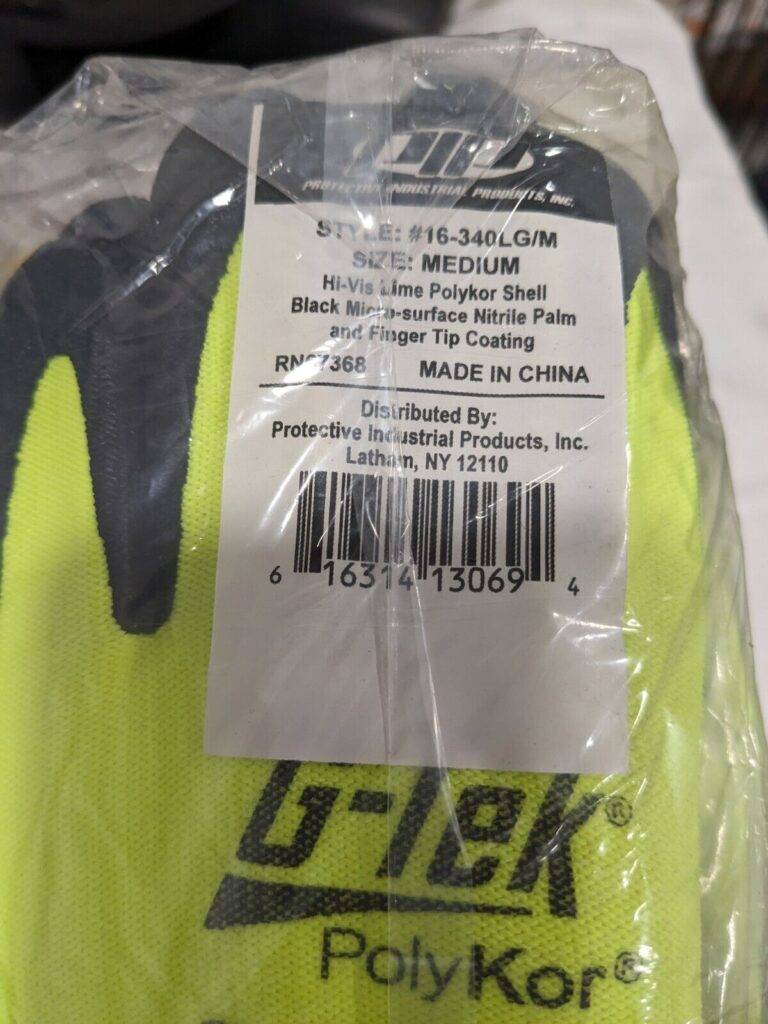 PIP
PROTECTIVE INDUSTRIAL PRODUCTS, INC.
STYLE: #16-340LG/M
SIZE: MEDIUM
Hi-Vis Lime Polykor Shell
Black Micro-surface Nitrile Palm
and Finger Tip Coating
MADE IN CHINA
Distributed By:
Protective Industrial Products, Inc.
Latham, NY 12110
6 16314 13069 4
G-Tek®
PolyKor®